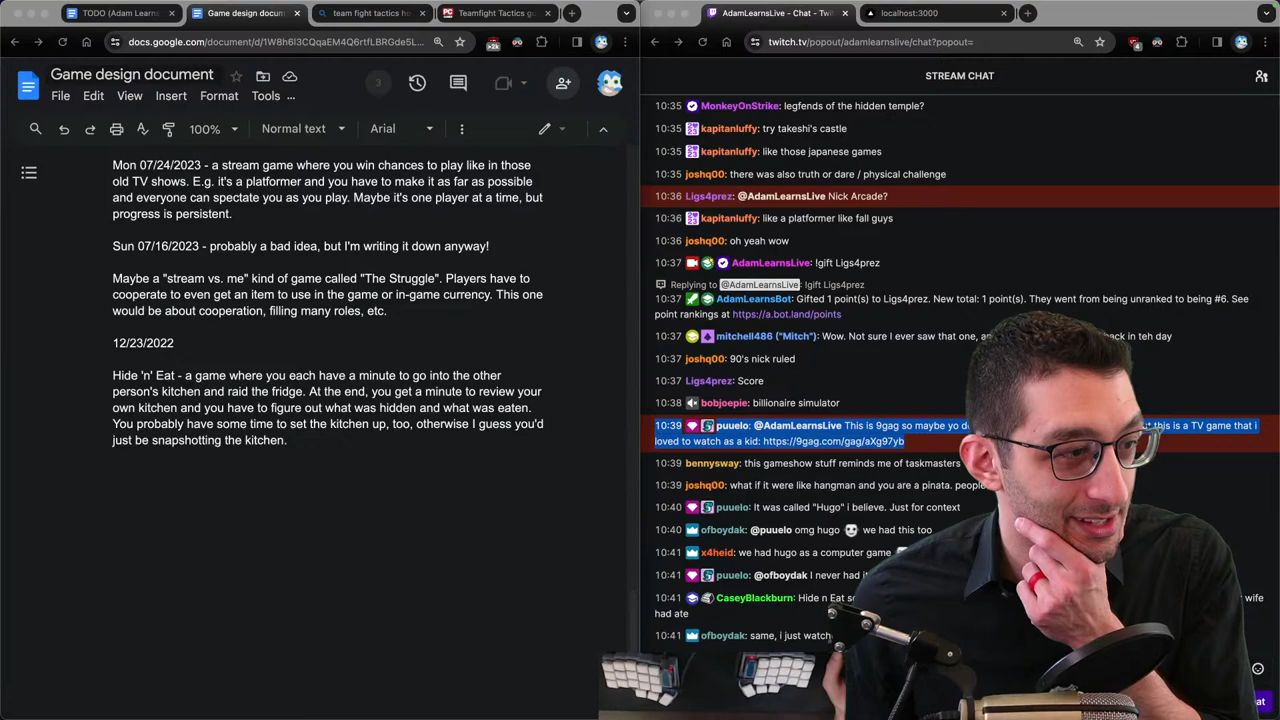 TODO (Adam Learns
Game design docum
team fight tactics ho
Teamfight Tactics gu
AdamLearnsLive - Chat - Twi
localhost:3000
docs.google.com/document/d/1W8h6I3CQqaEM4Q6rtfLBRGde5L...
twitch.tv/popout/adamlearnslive/chat?popout=
Game design document
File Edit View Insert Format Tools ...
3
100% Normal text Arial
Mon 07/24/2023 - a stream game where you win chances to play like in those
old TV shows. E.g. it's a platformer and you have to make it as far as possible
and everyone can spectate you as you play. Maybe it's one player at a time, but
progress is persistent.
Sun 07/16/2023 - probably a bad idea, but I'm writing it down anyway!
Maybe a "stream vs. me" kind of game called "The Struggle". Players have to
cooperate to even get an item to use in the game or in-game currency. This one
would be about cooperation, filling many roles, etc.
12/23/2022
Hide 'n' Eat - a game where you each have a minute to go into the other
person's kitchen and raid the fridge. At the end, you get a minute to review your
own kitchen and you have to figure out what was hidden and what was eaten.
You probably have some time to set the kitchen up, too, otherwise I guess you'd
just be snapshotting the kitchen.
STREAM CHAT
10:35 MonkeyOnStrike: legfends of the hidden temple?
10:35 kapitanluffy: try takeshi's castle
10:35 kapitanluffy: like those japanese games
10:35 joshq00: there was also truth or dare / physical challenge
10:36 Ligs4prez: @AdamLearnsLive Nick Arcade?
10:36 kapitanluffy: like a platformer like fall guys
10:36 joshq00: oh yeah wow
10:37 AdamLearnsLive: !gift Ligs4prez
Replying to @AdamLearnsLive: !gift Ligs4prez
10:37 AdamLearnsBot: Gifted 1 point(s) to Ligs4prez. New total: 1 point(s). They went from being unranked to being #6. See
point rankings at https://a.bot.land/points
10:37 mitchell486 ("Mitch"): Wow. Not sure I ever saw that one, an back in teh day
10:37 joshq00: 90's nick ruled
10:37 Ligs4prez: Score
10:38 bobjoepie: billionaire simulator
10:39 puuelo: @AdamLearnsLive This is 9gag so maybe yo this is a TV game that i
loved to watch as a kid: https://9gag.com/gag/aXg97yb
10:39 bennysway: this gameshow stuff reminds me of taskmasters
10:39 joshq00: what if it were like hangman and you are a pinata.
10:40 puuelo: It was called "Hugo" i believe. Just for context
10:40 ofboydak: @puuelo omg hugo we had this too
10:41 x4heid: we had hugo as a computer game
10:41 puuelo: @ofboydak I never had i
10:41 CaseyBlackburn: Hide n Eat wife
had ate
10:41 ofboydak: same, i just watch